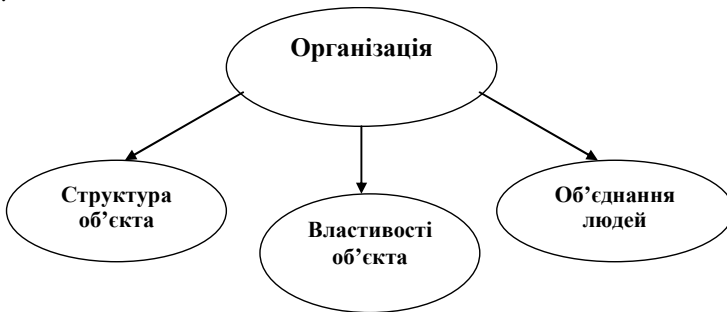 Організація
Структура
об’єкта
Властивості
об’єкта
Об’єднання
людей